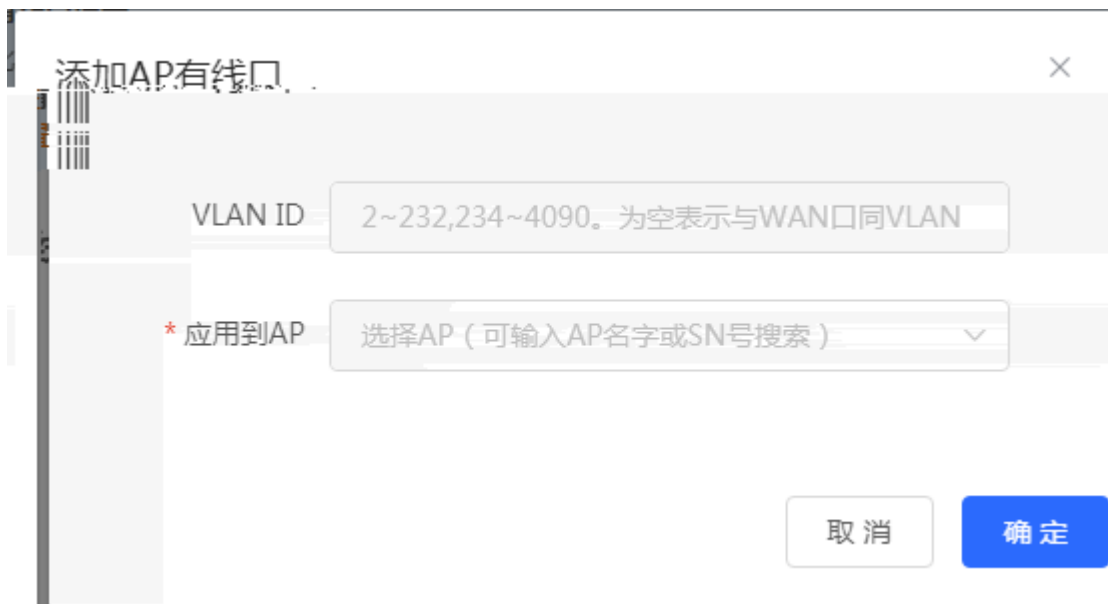 添加AP有线口
VLAN ID
2~232,234~4090。为空表示与WAN口同VLAN
* 应用到AP
选择AP（可输入AP名字或SN号搜索）
取 消
确 定